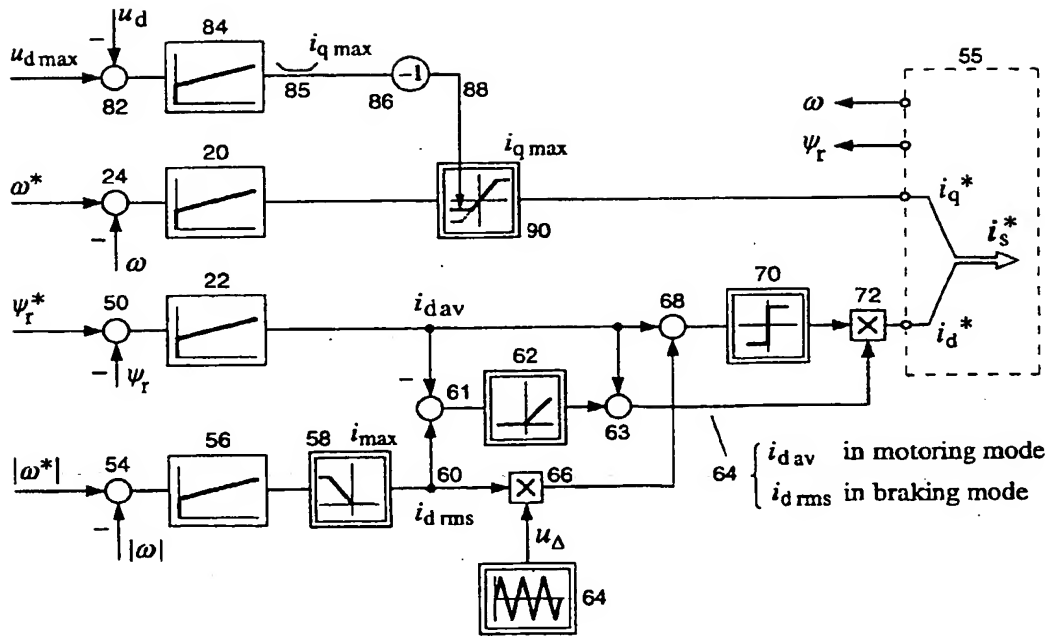 − u_d
84
u_d max
82
i_q max
85
−1
86
88
55
ω
ψ_r
20
ω*
24
−
ω
i_q max
90
i_q*
i_s*
ψ_r*
50
−
ψ_r
22
i_d av
68
70
72
i_d*
−
61
62
63
|ω*|
54
−
|ω|
56
58
i_max
60
i_d rms
66
×
×
u_Δ
64
64 { i_d av in motoring mode
i_d rms in braking mode